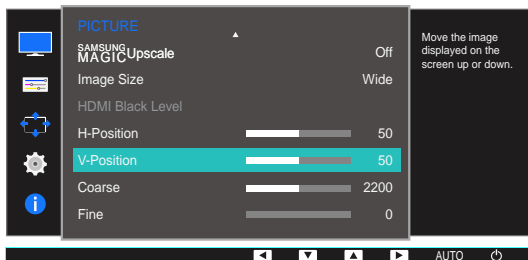 PICTURE
SAMSUNG
MAGICUpscale Off
Image Size Wide
HDMI Black Level
H-Position 50
V-Position 50
Coarse 2200
Fine 0
Move the image
displayed on the
screen up or down.
AUTO